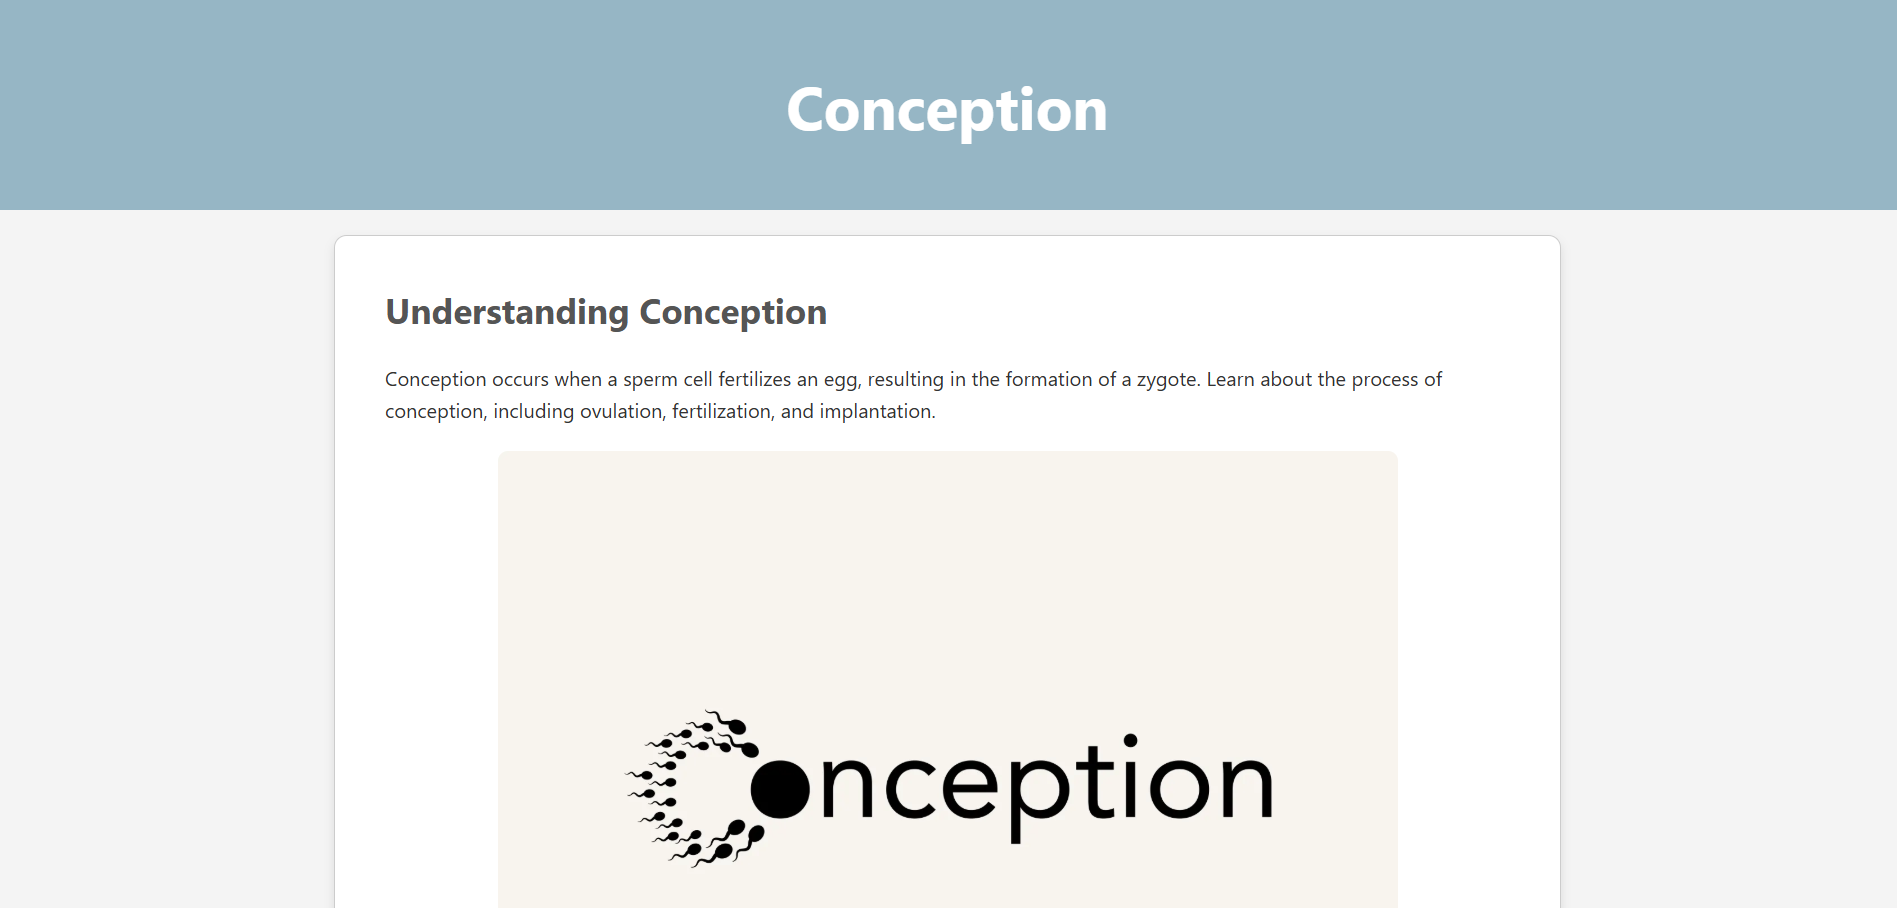 Conception
Understanding Conception
Conception occurs when a sperm cell fertilizes an egg, resulting in the formation of a zygote. Learn about the process of
conception, including ovulation, fertilization, and implantation.
Conception